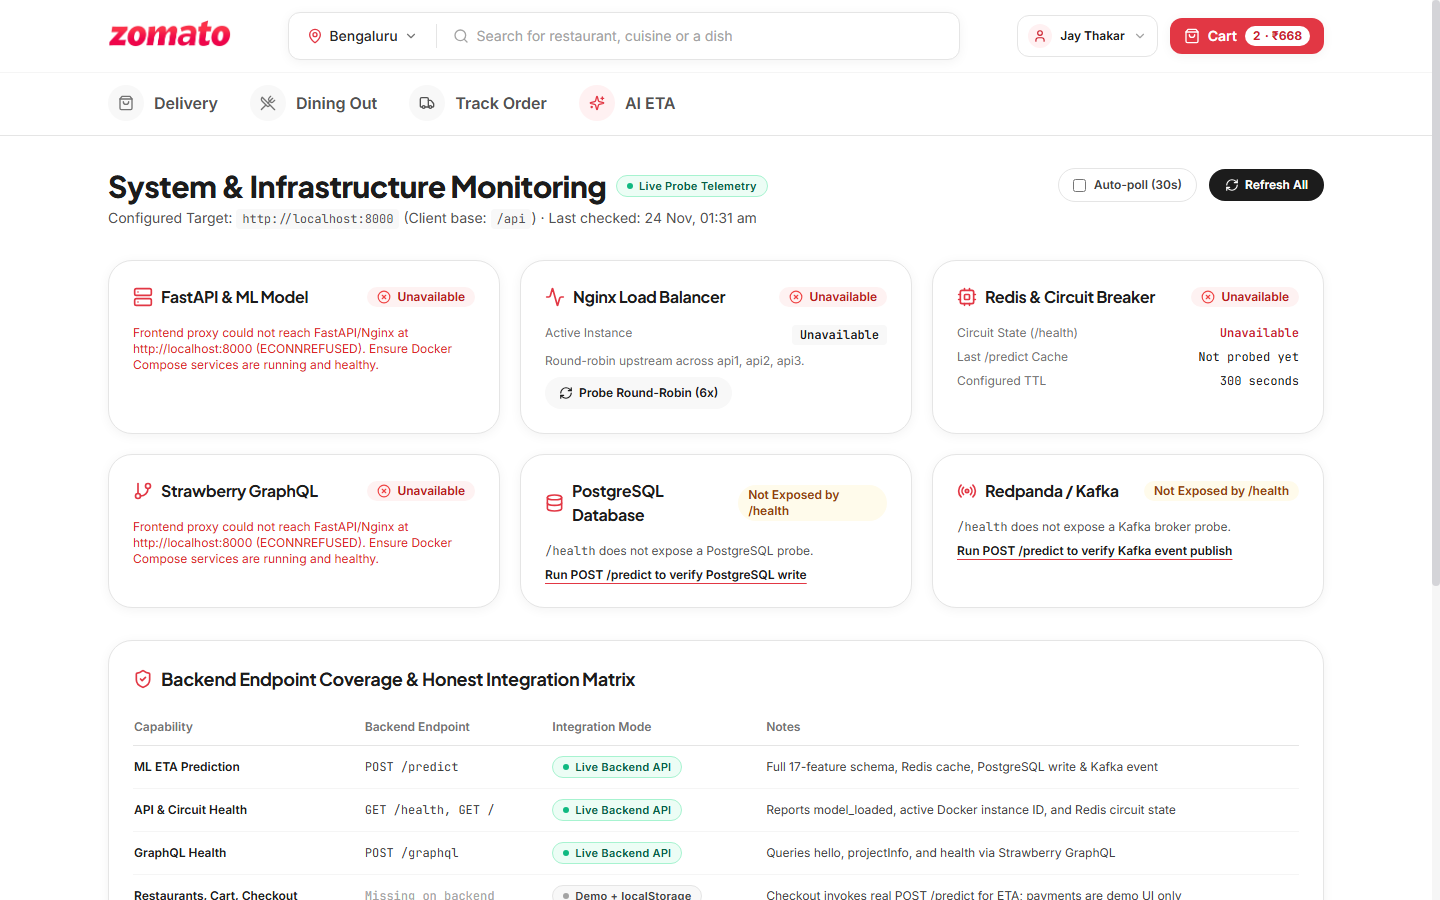 zomato
Bengaluru
Search for restaurant, cuisine or a dish
Jay Thakar
Cart 2 · ₹668
Delivery
Dining Out
Track Order
AI ETA
System & Infrastructure Monitoring
Live Probe Telemetry
Auto-poll (30s)
Refresh All
Configured Target: http://localhost:8000 (Client base: /api ) · Last checked: 24 Nov, 01:31 am
FastAPI & ML Model
Unavailable
Frontend proxy could not reach FastAPI/Nginx at
http://localhost:8000 (ECONNREFUSED). Ensure Docker
Compose services are running and healthy.
Nginx Load Balancer
Unavailable
Active Instance
Unavailable
Round-robin upstream across api1, api2, api3.
Probe Round-Robin (6x)
Redis & Circuit Breaker
Unavailable
Circuit State (/health)
Unavailable
Last /predict Cache
Not probed yet
Configured TTL
300 seconds
Strawberry GraphQL
Unavailable
Frontend proxy could not reach FastAPI/Nginx at
http://localhost:8000 (ECONNREFUSED). Ensure Docker
Compose services are running and healthy.
PostgreSQL
Database
Not Exposed by
/health
/health does not expose a PostgreSQL probe.
Run POST /predict to verify PostgreSQL write
Redpanda / Kafka
Not Exposed by /health
/health does not expose a Kafka broker probe.
Run POST /predict to verify Kafka event publish
Backend Endpoint Coverage & Honest Integration Matrix
Capability
Backend Endpoint
Integration Mode
Notes
ML ETA Prediction
POST /predict
Live Backend API
Full 17-feature schema, Redis cache, PostgreSQL write & Kafka event
API & Circuit Health
GET /health, GET /
Live Backend API
Reports model_loaded, active Docker instance ID, and Redis circuit state
GraphQL Health
POST /graphql
Live Backend API
Queries hello, projectInfo, and health via Strawberry GraphQL
Restaurants, Cart, Checkout
Missing on backend
Demo + localStorage
Checkout invokes real POST /predict for ETA; payments are demo UI only